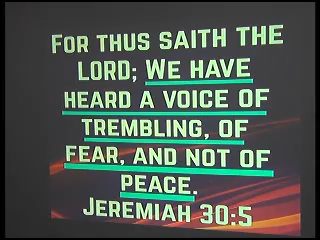 FOR THUS SAITH THE
LORD; WE HAVE
HEARD A VOICE OF
TREMBLING, OF
FEAR, AND NOT OF
PEACE.
JEREMIAH 30:5